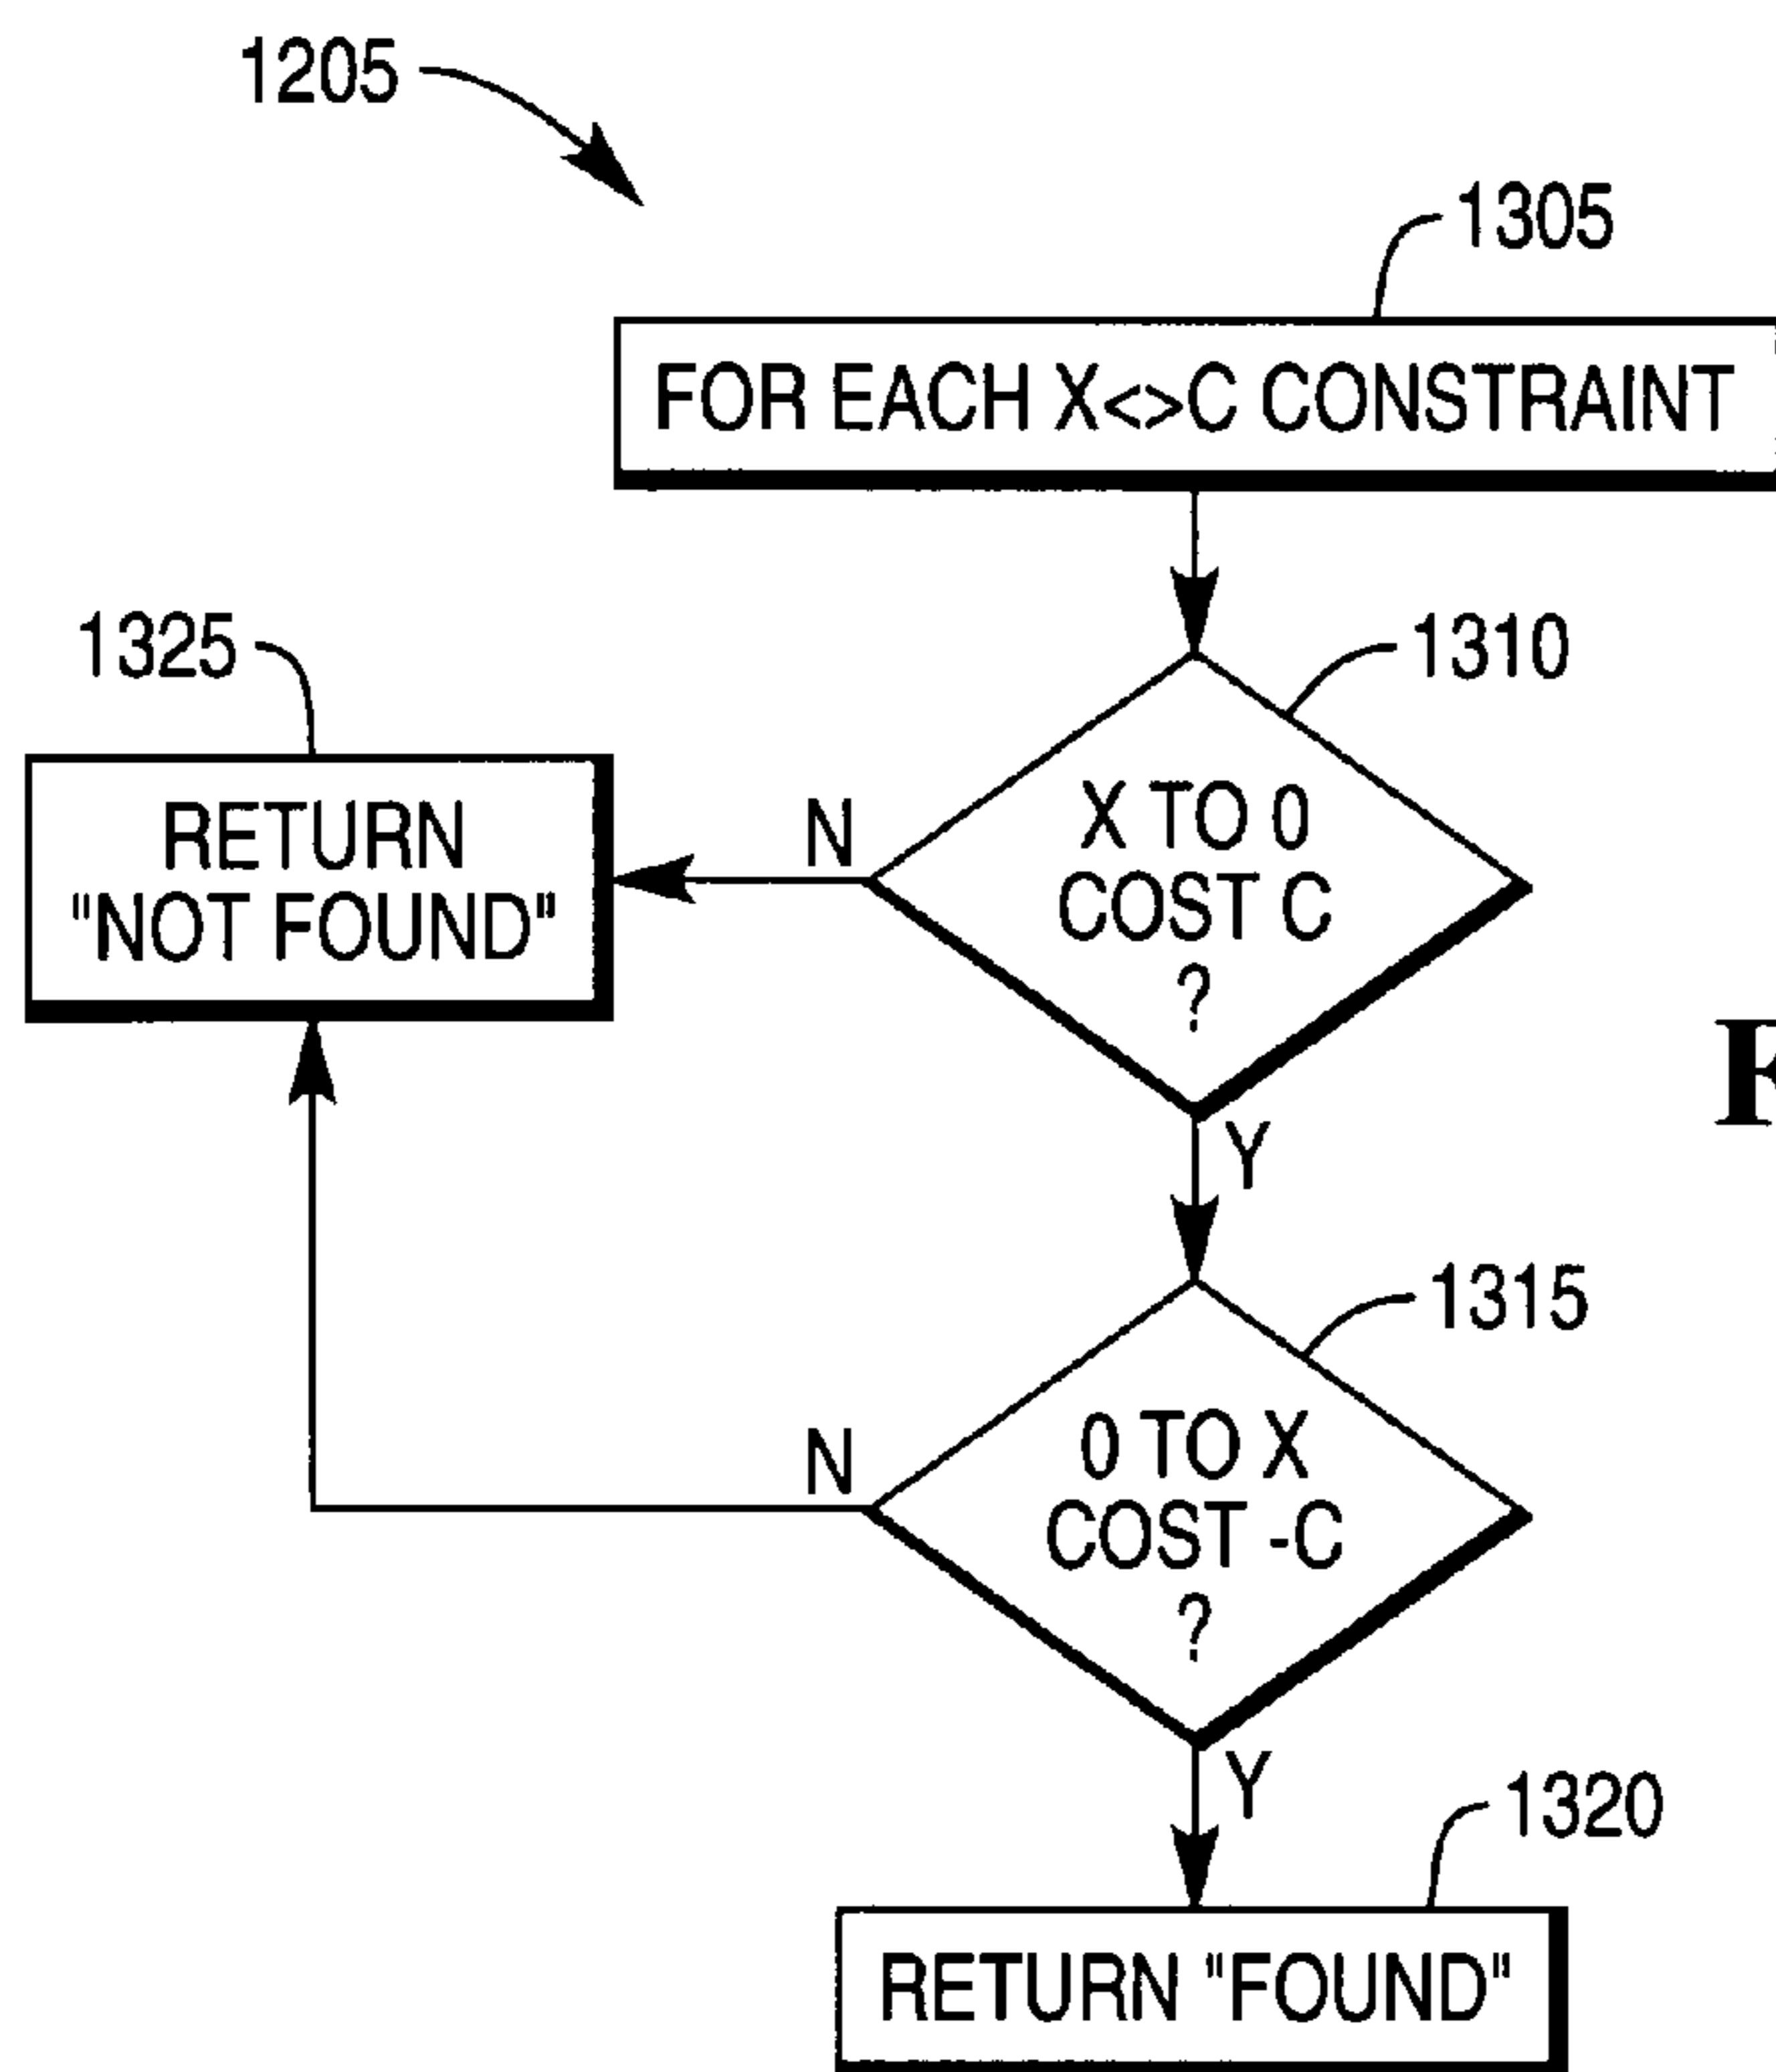 1205
1305
FOR EACH X<>C CONSTRAINT
1325
1310
RETURN
"NOT FOUND"
N
X TO 0
COST C
?
Y
1315
N
0 TO X
COST -C
?
Y
1320
RETURN "FOUND"